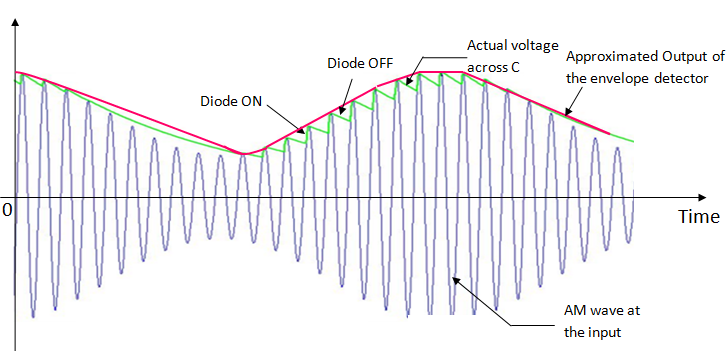 Actual voltage
across C
Approximated Output of
the envelope detector
Diode OFF
Diode ON
0
Time
AM wave at
the input